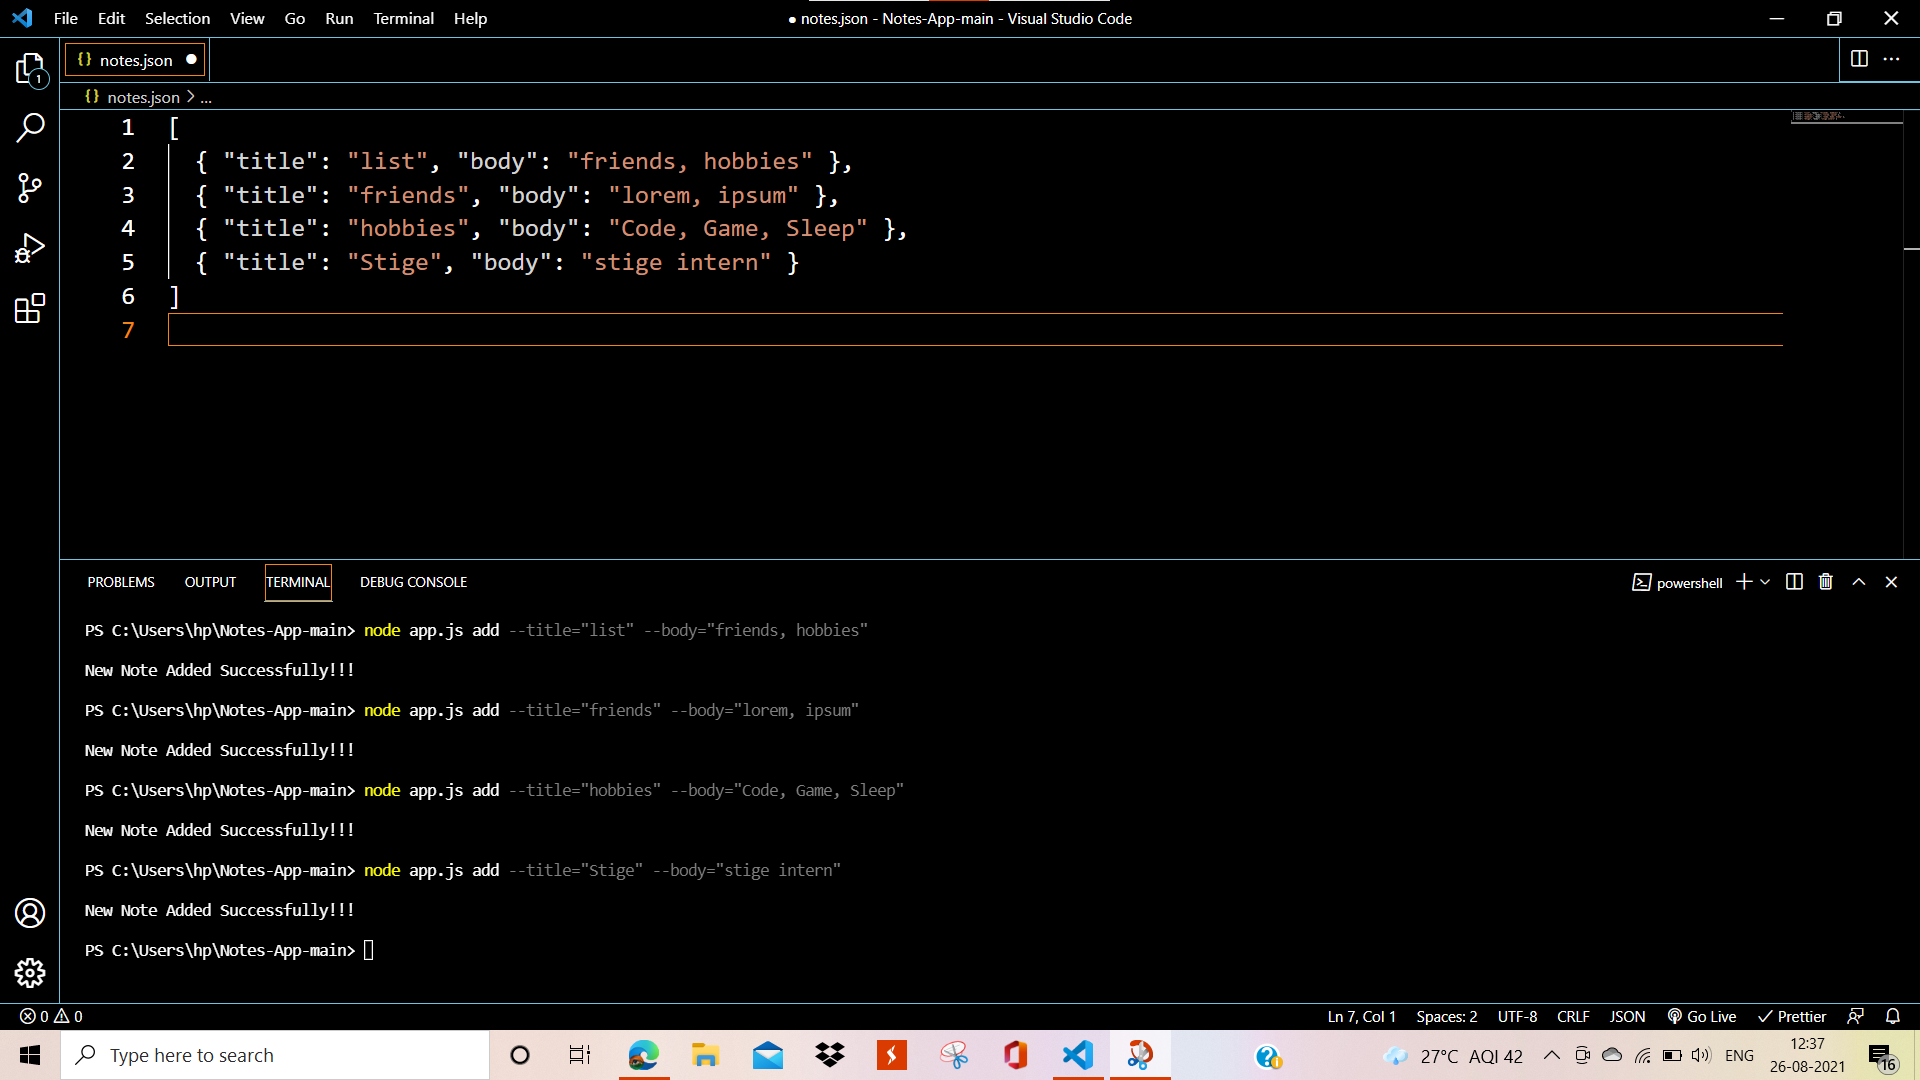 File Edit Selection View Go Run Terminal Help
● notes.json - Notes-App-main - Visual Studio Code
1
{} notes.json ●
{} notes.json > ...
1 [
2 { "title": "list", "body": "friends, hobbies" },
3 { "title": "friends", "body": "lorem, ipsum" },
4 { "title": "hobbies", "body": "Code, Game, Sleep" },
5 { "title": "Stige", "body": "stige intern" }
6 ]
7
PROBLEMS OUTPUT TERMINAL DEBUG CONSOLE
powershell
PS C:\Users\hp\Notes-App-main> node app.js add --title="list" --body="friends, hobbies"
New Note Added Successfully!!!
PS C:\Users\hp\Notes-App-main> node app.js add --title="friends" --body="lorem, ipsum"
New Note Added Successfully!!!
PS C:\Users\hp\Notes-App-main> node app.js add --title="hobbies" --body="Code, Game, Sleep"
New Note Added Successfully!!!
PS C:\Users\hp\Notes-App-main> node app.js add --title="Stige" --body="stige intern"
New Note Added Successfully!!!
PS C:\Users\hp\Notes-App-main>
0 0
Ln 7, Col 1 Spaces: 2 UTF-8 CRLF JSON Go Live Prettier
Type here to search
27°C AQI 42
ENG
12:37
26-08-2021
16